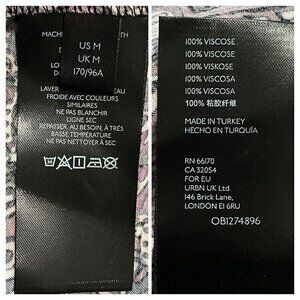 MACHI
TH
US M
UK M
170/96A
LAVER
FROIDE AVEC COULEURS
SIMILAIRES
NE PAS BLANCHIR
LIGNE SEC
REPASSER, AU BESOIN, À TRÈS
BASSE TEMPÉRATURE
NE PAS NETTOYER À SEC
100% VISCOSE
100% VISCOSE
100% VISKOSE
100% VISCOSA
100% VISCOSA
100% 粘胶纤维
MADE IN TURKEY
HECHO EN TURQUÍA
RN 66170
CA 32054
FOR EU
URBN UK Ltd.
146 Brick Lane,
LONDON E1 6RU
OB1274896